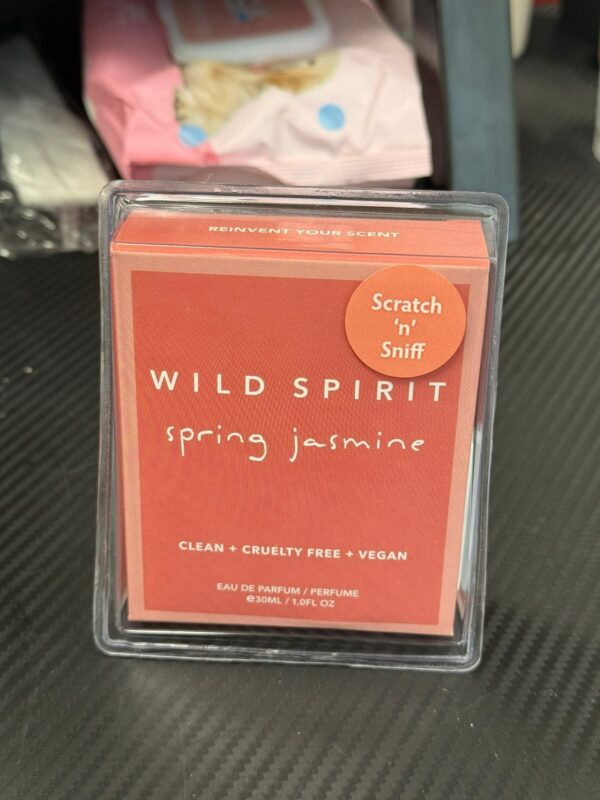 REINVENT YOUR SCENT
Scratch
'n'
Sniff
WILD SPIRIT
spring jasmine
CLEAN + CRUELTY FREE + VEGAN
EAU DE PARFUM / PERFUME
℮30ML / 1.0FL OZ